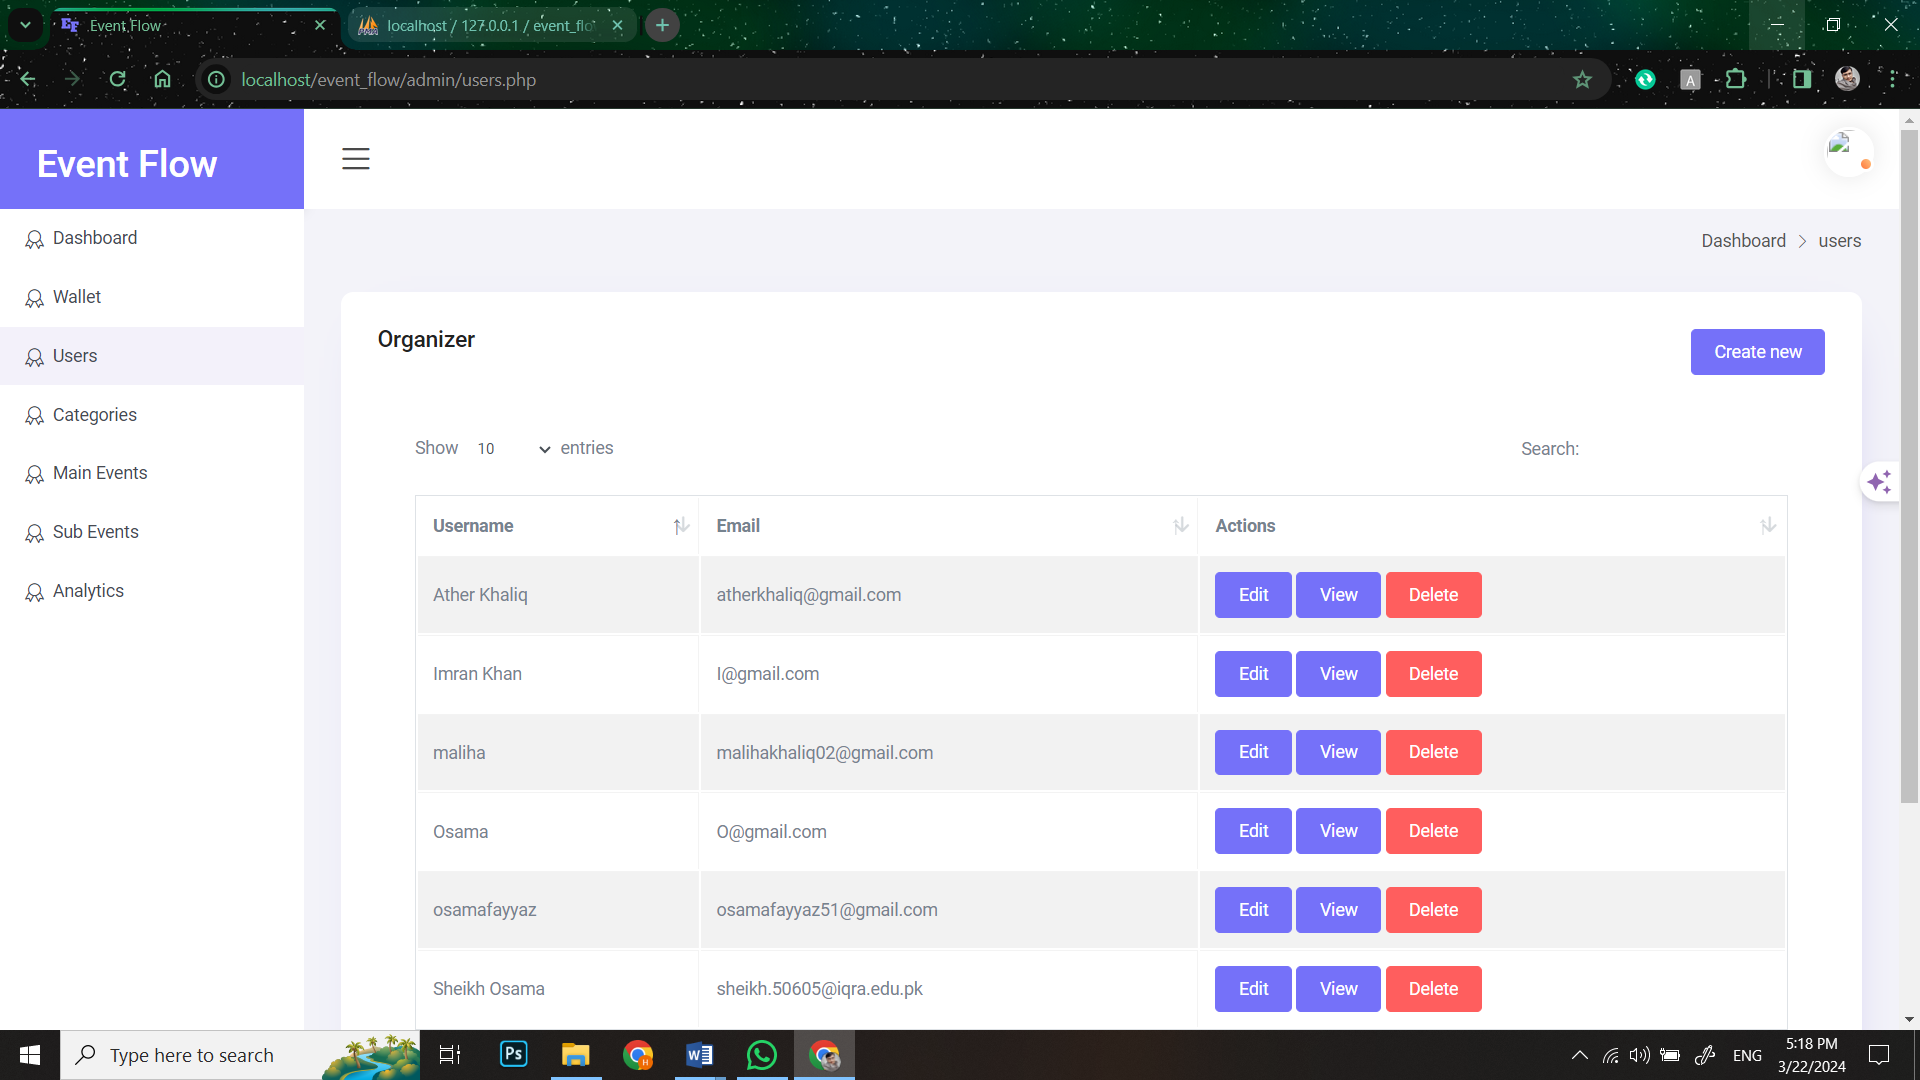 Event Flow
localhost / 127.0.0.1 / event_flo
localhost/event_flow/admin/users.php
A
Event Flow
Dashboard
Wallet
Users
Categories
Main Events
Sub Events
Analytics
Dashboard > users
Organizer
Create new
Show 10 entries
Search:
Username Email Actions
Ather Khaliq atherkhaliq@gmail.com Edit View Delete
Imran Khan I@gmail.com Edit View Delete
maliha malihakhaliq02@gmail.com Edit View Delete
Osama O@gmail.com Edit View Delete
osamafayyaz osamafayyaz51@gmail.com Edit View Delete
Sheikh Osama sheikh.50605@iqra.edu.pk Edit View Delete
Type here to search
Ps
W
H
ENG
5:18 PM
3/22/2024